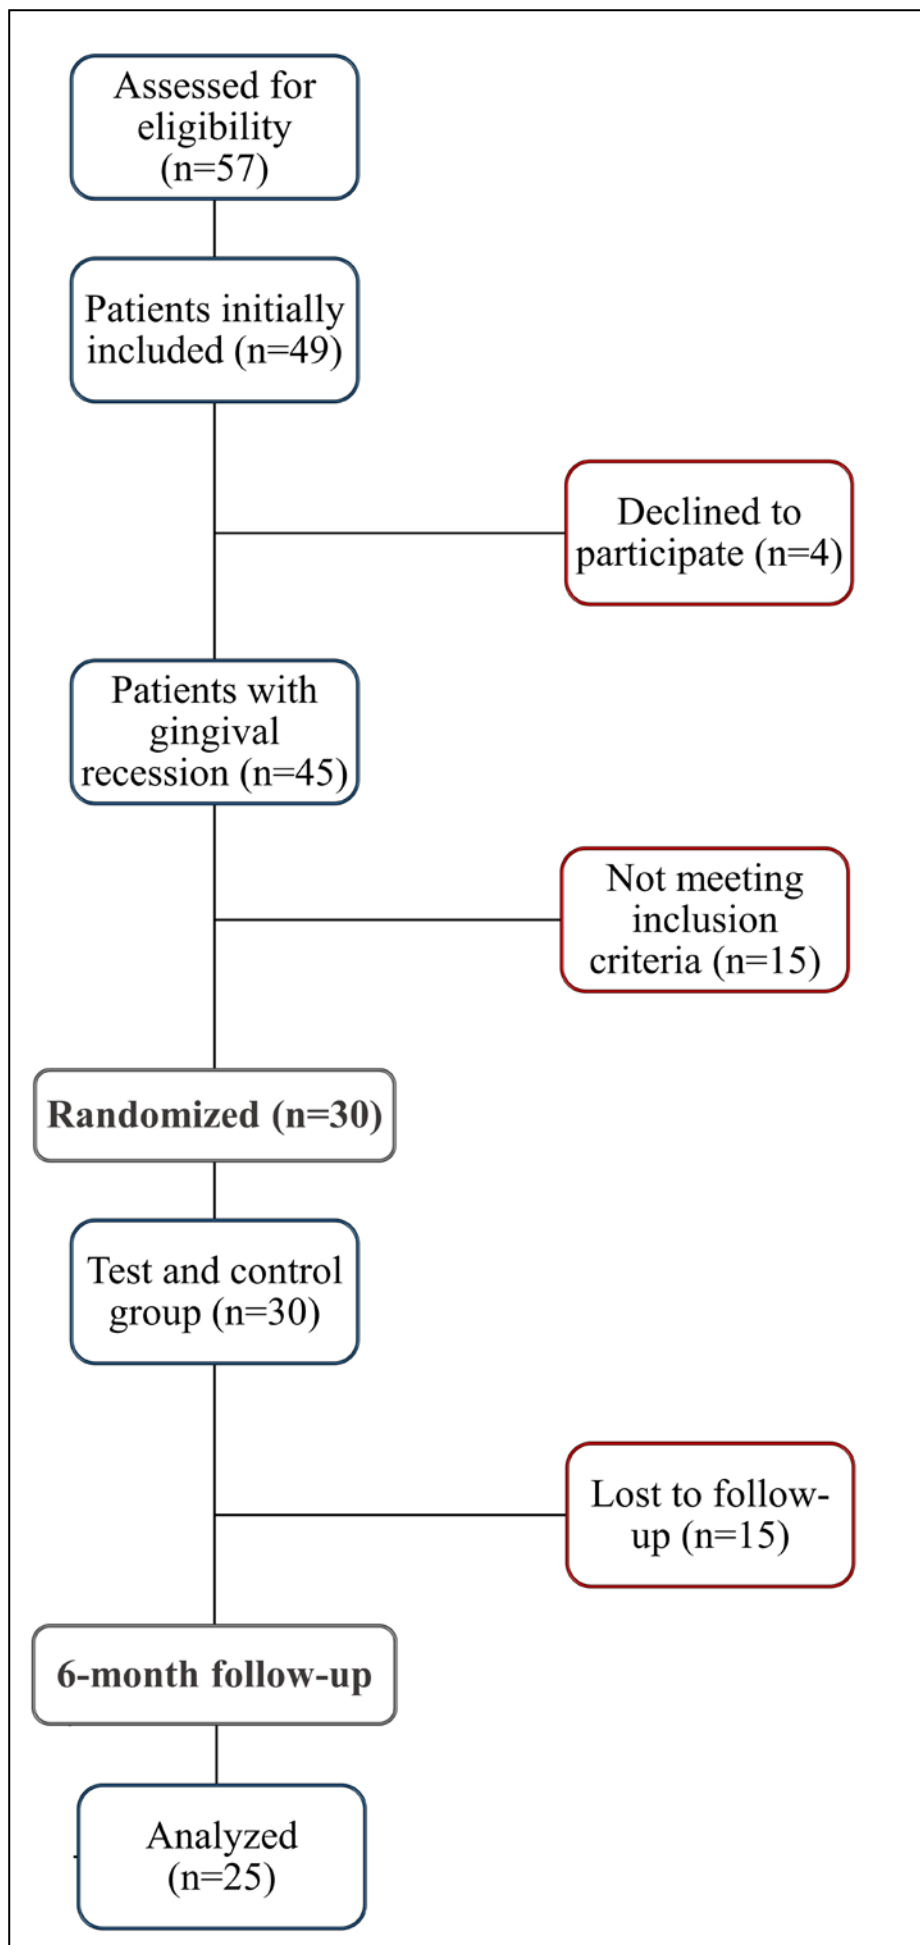 Assessed for
eligibility
(n=57)
Patients initially
included (n=49)
Declined to
participate (n=4)
Patients with
gingival
recession (n=45)
Not meeting
inclusion
criteria (n=15)
Randomized (n=30)
Test and control
group (n=30)
Lost to follow-
up (n=15)
6-month follow-up
Analyzed
(n=25)